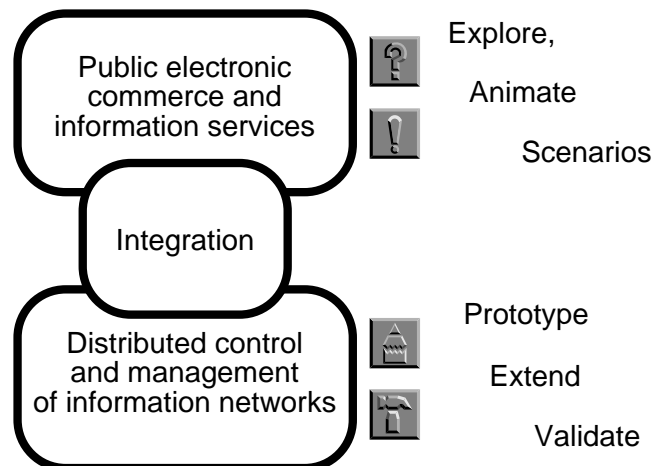 Public electronic
commerce and
information services
Explore,
Animate
Scenarios
Integration
Distributed control
and management
of information networks
Prototype
Extend
Validate